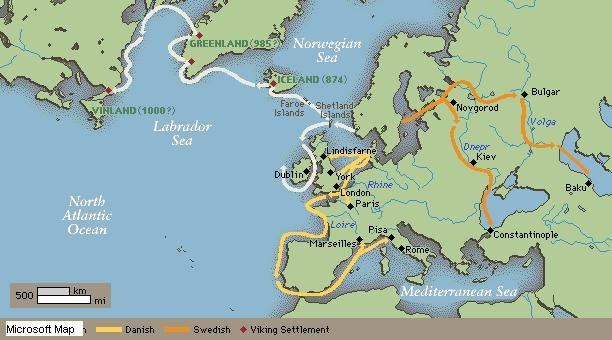 GREENLAND(985?)
Norwegian
Sea
ICELAND(874)
VINLAND(1000?)
Faroe
Islands
Shetland
Islands
Labrador
Sea
Bulgar
Novgorod
Volga
Lindisfarne
Dnepr
Kiev
Dublin
York
London
Rhine
Paris
Baku
North
Atlantic
Ocean
Loire
Pisa
Marseilles
Rome
Constantinople
Mediterranean Sea
500
km
mi
Microsoft Map
Danish
Swedish
Viking Settlement